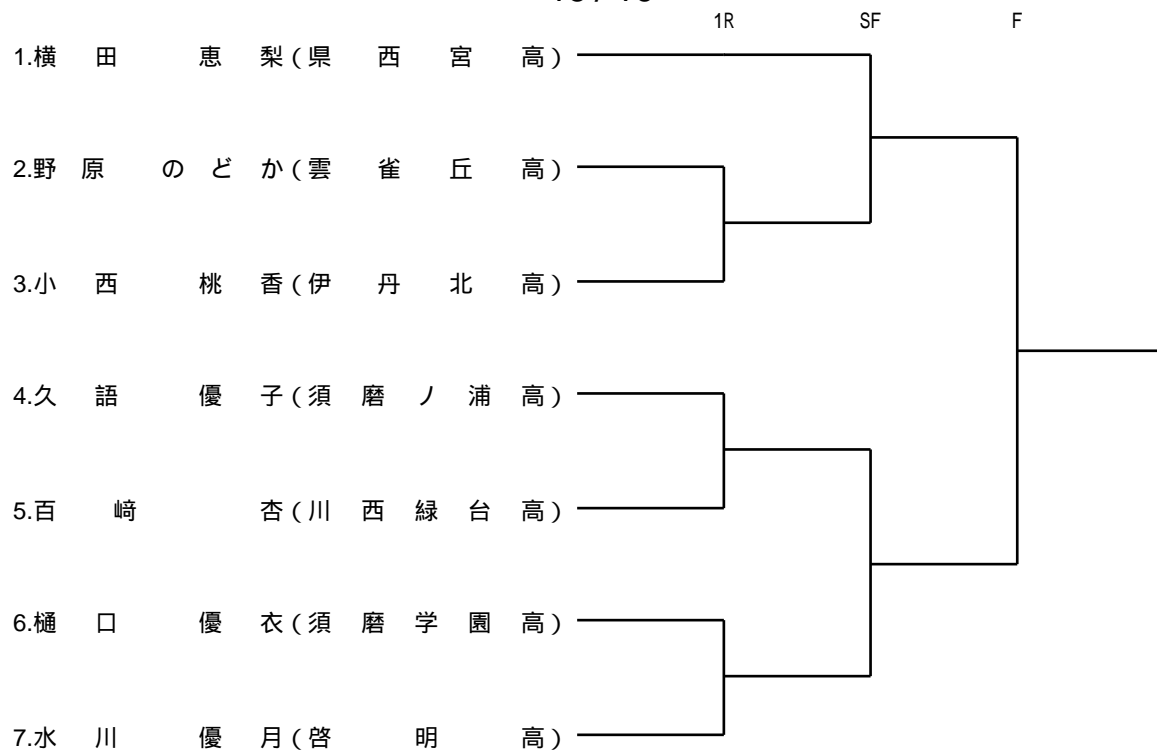 1R SF F
1.横田 恵梨(県西宮高)
2.野原 のどか(雲雀丘高)
3.小西 桃香(伊丹北高)
4.久語 優子(須磨ノ浦高)
5.百﨑 杏(川西緑台高)
6.樋口 優衣(須磨学園高)
7.水川 優月(啓明高)